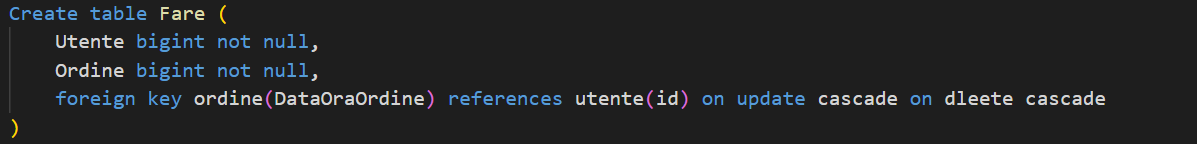 Create table Fare (
Utente bigint not null,
Ordine bigint not null,
foreign key ordine(DataOraOrdine) references utente(id) on update cascade on dleete cascade
)